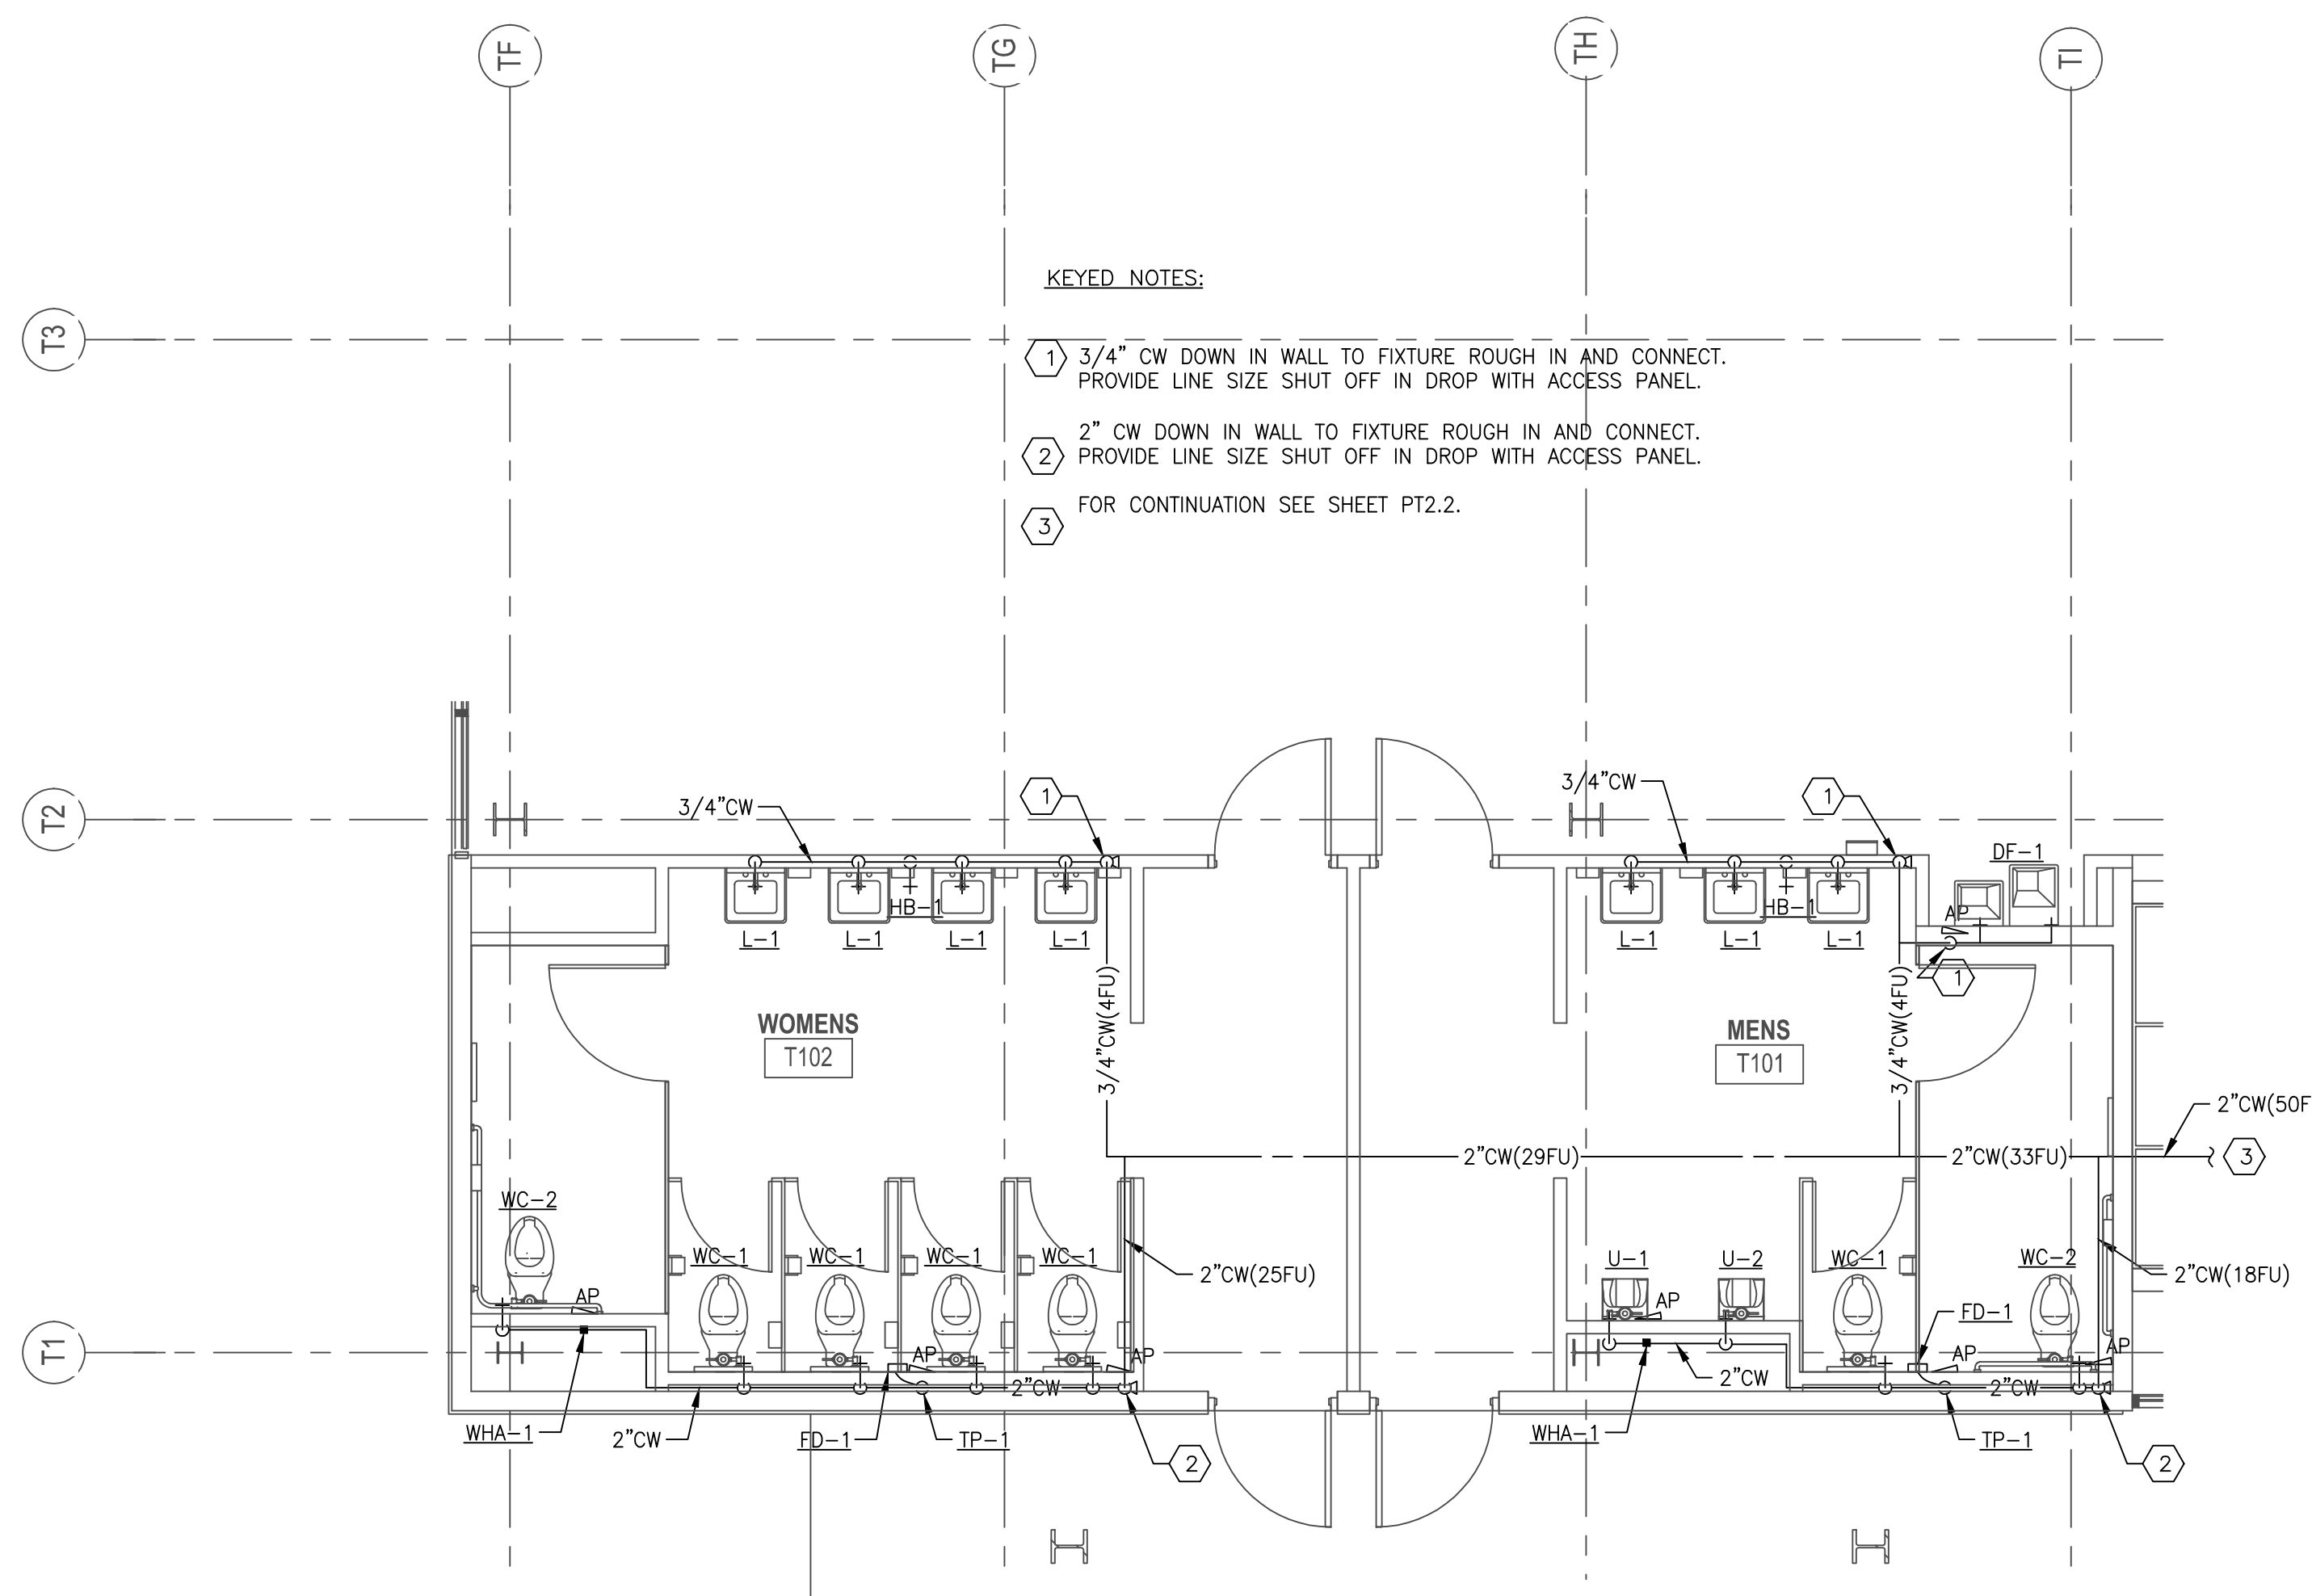 TF
TG
TH
TI
KEYED NOTES:
T3
1
3/4" CW DOWN IN WALL TO FIXTURE ROUGH IN AND CONNECT.
PROVIDE LINE SIZE SHUT OFF IN DROP WITH ACCESS PANEL.
2" CW DOWN IN WALL TO FIXTURE ROUGH IN AND CONNECT.
2
PROVIDE LINE SIZE SHUT OFF IN DROP WITH ACCESS PANEL.
FOR CONTINUATION SEE SHEET PT2.2.
3
3/4"CW
1
3/4"CW
1
T2
DF-1
HB-1
HB-1
AP
L-1
L-1
L-1
L-1
L-1
L-1
L-1
1
3/4"CW(4FU)
3/4"CW(4FU)
WOMENS
T102
MENS
T101
2"CW(50F
2"CW(29FU)
2"CW(33FU)
3
WC-2
WC-1
WC-1
WC-1
WC-1
2"CW(25FU)
U-1
U-2
WC-1
WC-2
2"CW(18FU)
AP
AP
FD-1
T1
AP
AP
AP
AP
2"CW
2"CW
2"CW
WHA-1
2"CW
FD-1
TP-1
2
WHA-1
TP-1
2